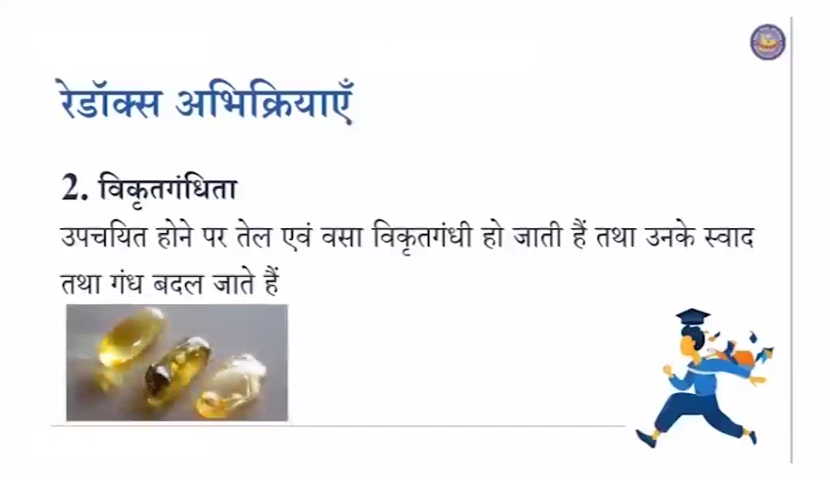 रेडॉक्स अभिक्रियाएँ
2. विकृतगंधिता
उपचयित होने पर तेल एवं वसा विकृतगंधी हो जाती हैं तथा उनके स्वाद
तथा गंध बदल जाते हैं